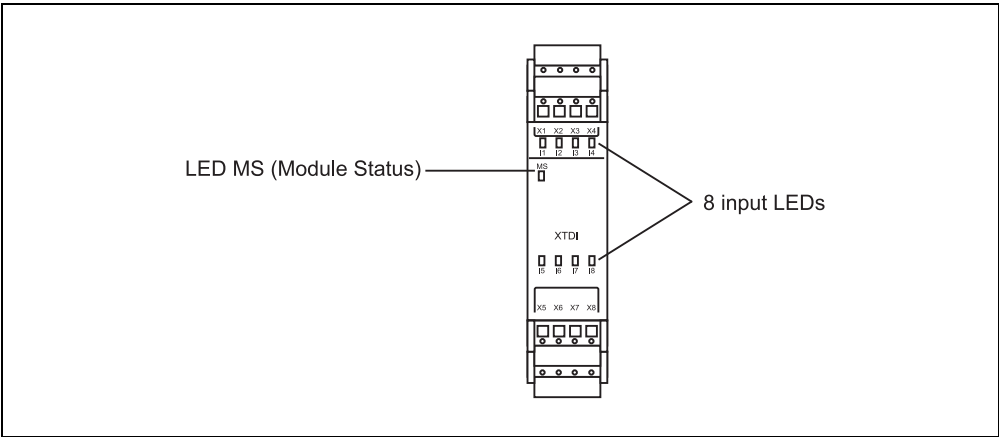 X1 X2 X3 X4
I1 I2 I3 I4
LED MS (Module Status)
MS
8 input LEDs
XTDI
I5 I6 I7 I8
X5 X6 X7 X8